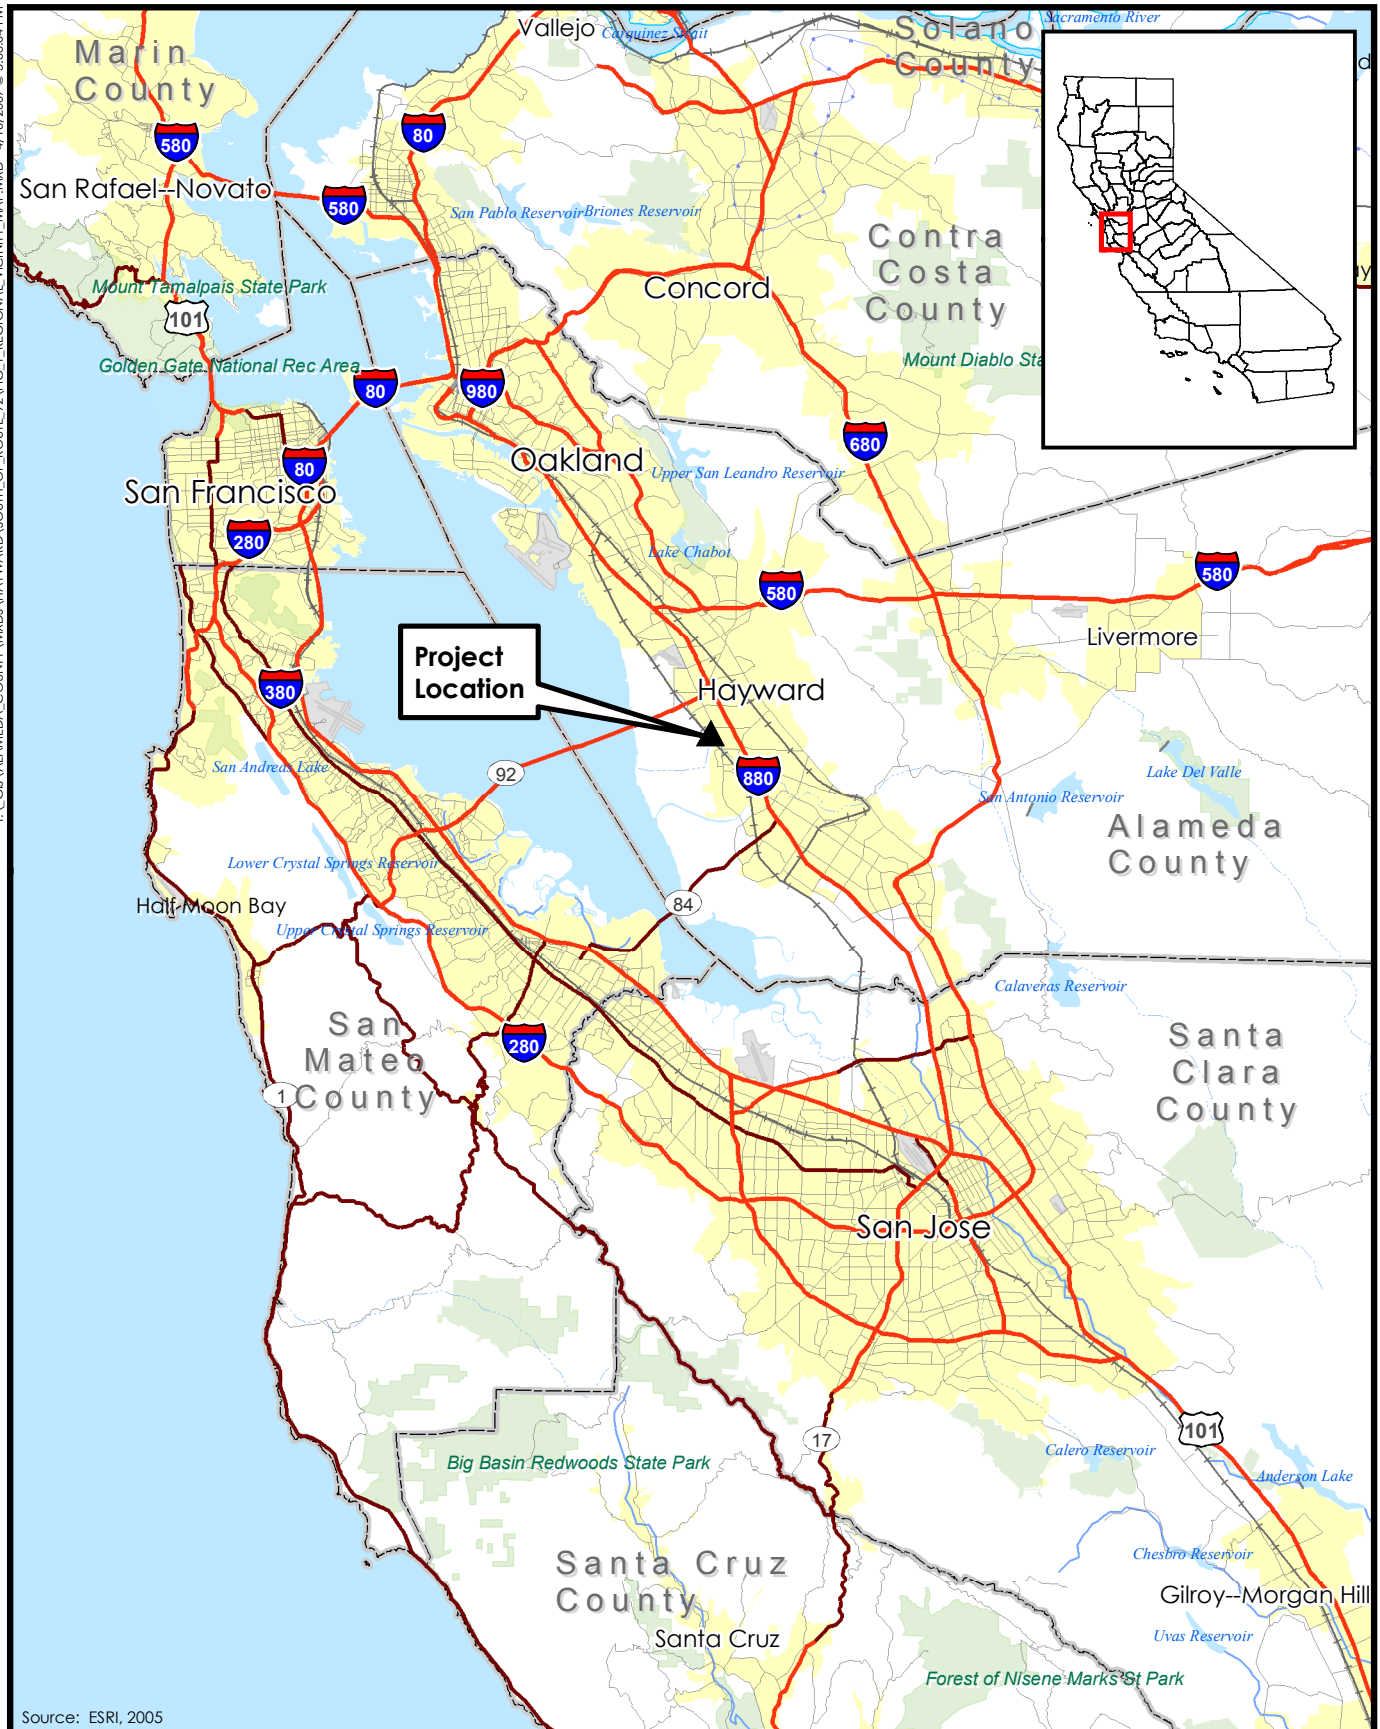 Vallejo
Carquinez Strait
Solano
County
Sacramento River
Marin
County
580
80
San Rafael--Novato
580
San Pablo Reservoir
Briones Reservoir
Contra
Costa
County
Mount Tamalpais State Park
101
Concord
Golden Gate National Rec Area
80
980
Mount Diablo Sta
680
80
Oakland
Upper San Leandro Reservoir
San Francisco
280
Lake Chabot
580
580
Livermore
Project
Location
380
Hayward
San Andreas Lake
92
880
Lake Del Valle
San Antonio Reservoir
Alameda
County
Lower Crystal Springs Reservoir
Half Moon Bay
84
Upper Crystal Springs Reservoir
Calaveras Reservoir
San
Mateo
County
280
Santa
Clara
County
1
San Jose
101
17
Calero Reservoir
Big Basin Redwoods State Park
Anderson Lake
Chesbro Reservoir
Santa Cruz
County
Gilroy--Morgan Hill
Santa Cruz
Uvas Reservoir
Forest of Nisene Marks St Park
Source: ESRI, 2005